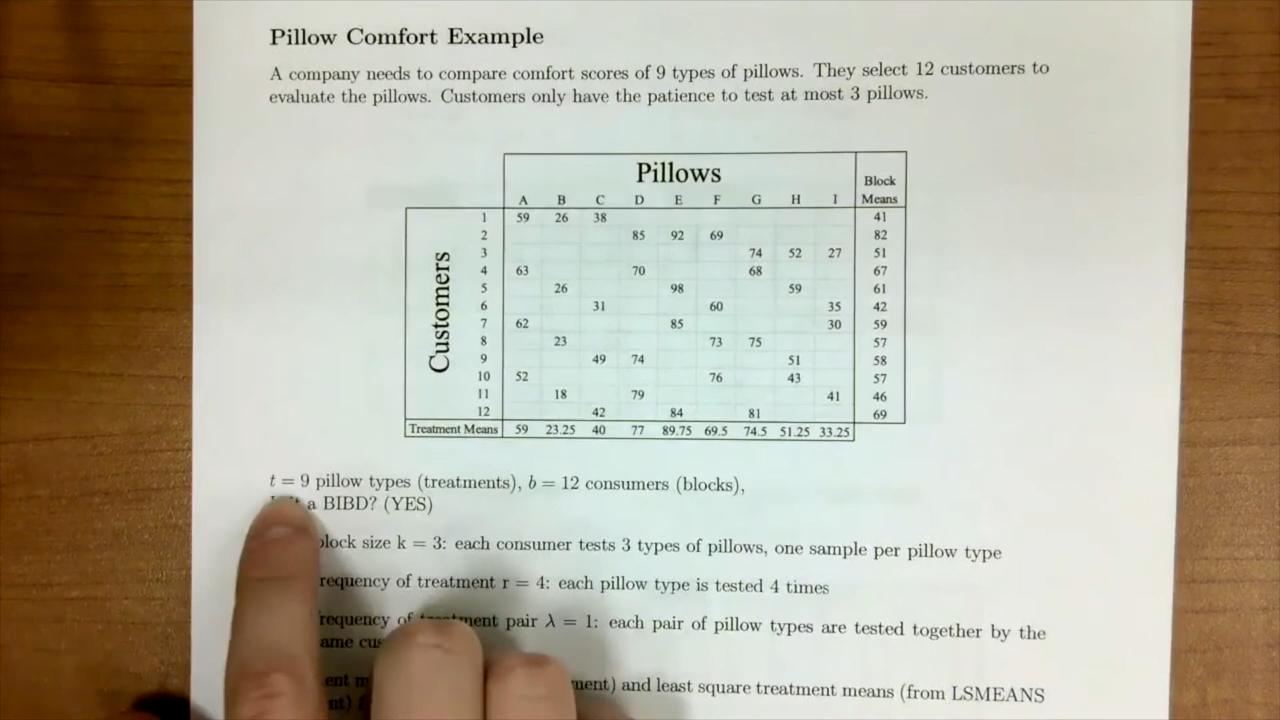 Pillow Comfort Example
A company needs to compare comfort scores of 9 types of pillows. They select 12 customers to
evaluate the pillows. Customers only have the patience to test at most 3 pillows.
Pillows
Block
Means
A B C D E F G H I
Customers
1 59 26 38 41
2 85 92 69 82
3 74 52 27 51
4 63 70 68 67
5 26 98 59 61
6 31 60 35 42
7 62 85 30 59
8 23 73 75 57
9 49 74 51 58
10 52 76 43 57
11 18 79 41 46
12 42 84 81 69
Treatment Means 59 23.25 40 77 89.75 69.5 74.5 51.25 33.25
t = 9 pillow types (treatments), b = 12 consumers (blocks),
a BIBD? (YES)
block size k = 3: each consumer tests 3 types of pillows, one sample per pillow type
requency of treatment r = 4: each pillow type is tested 4 times
requency of treatment pair λ = 1: each pair of pillow types are tested together by the
ame
ment) and least square treatment means (from LSMEANS